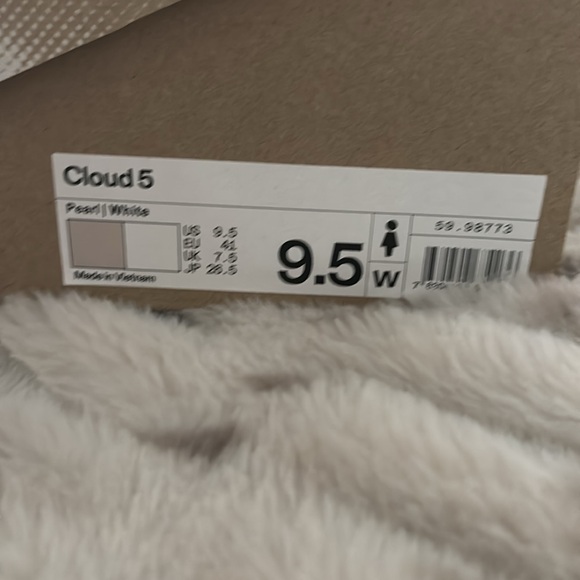 Cloud 5
Pearl | White
US 9.5
EU 41
UK 7.5
JP 26.5
Made in Vietnam
9.5
W
59.98773